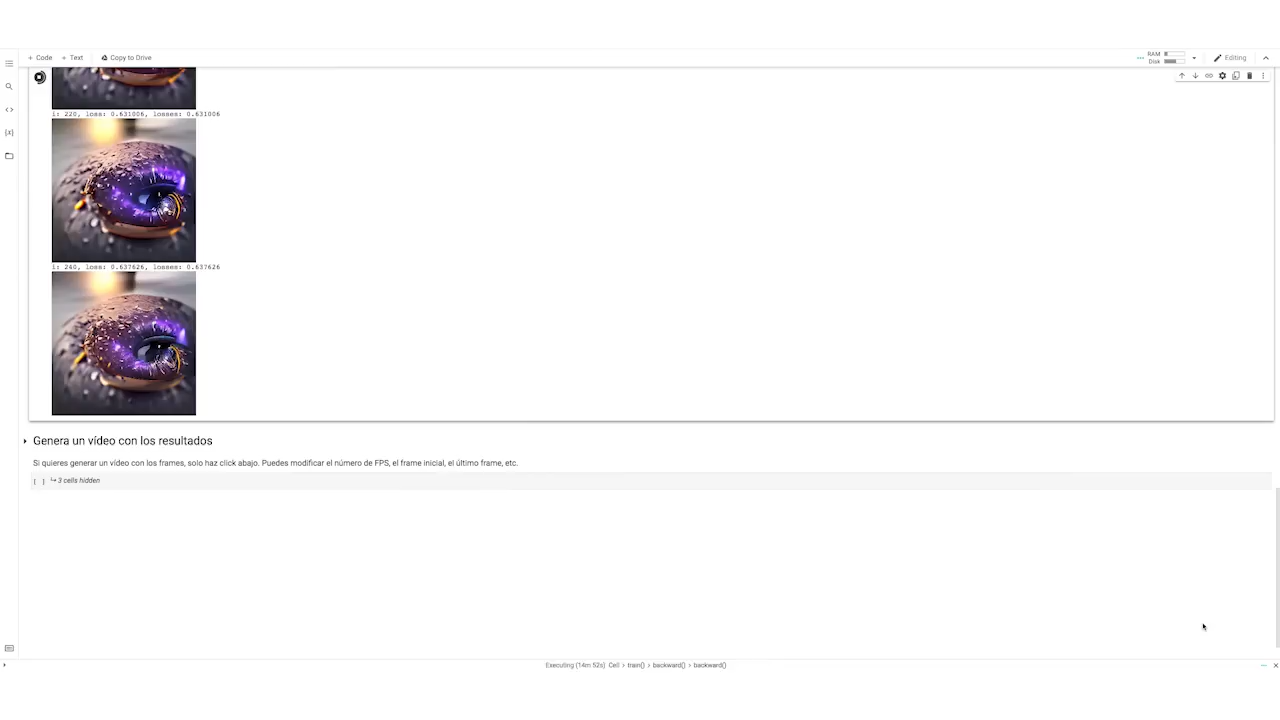 + Code + Text Copy to Drive
RAM
Disk
Editing
i: 220, loss: 0.631006, losses: 0.631006
i: 240, loss: 0.637626, losses: 0.637626
Genera un vídeo con los resultados
Si quieres generar un vídeo con los frames, solo haz click abajo. Puedes modificar el número de FPS, el frame inicial, el último frame, etc.
[ ] ↳ 3 cells hidden
Executing (14m 52s) Cell > train() > backward() > backward()